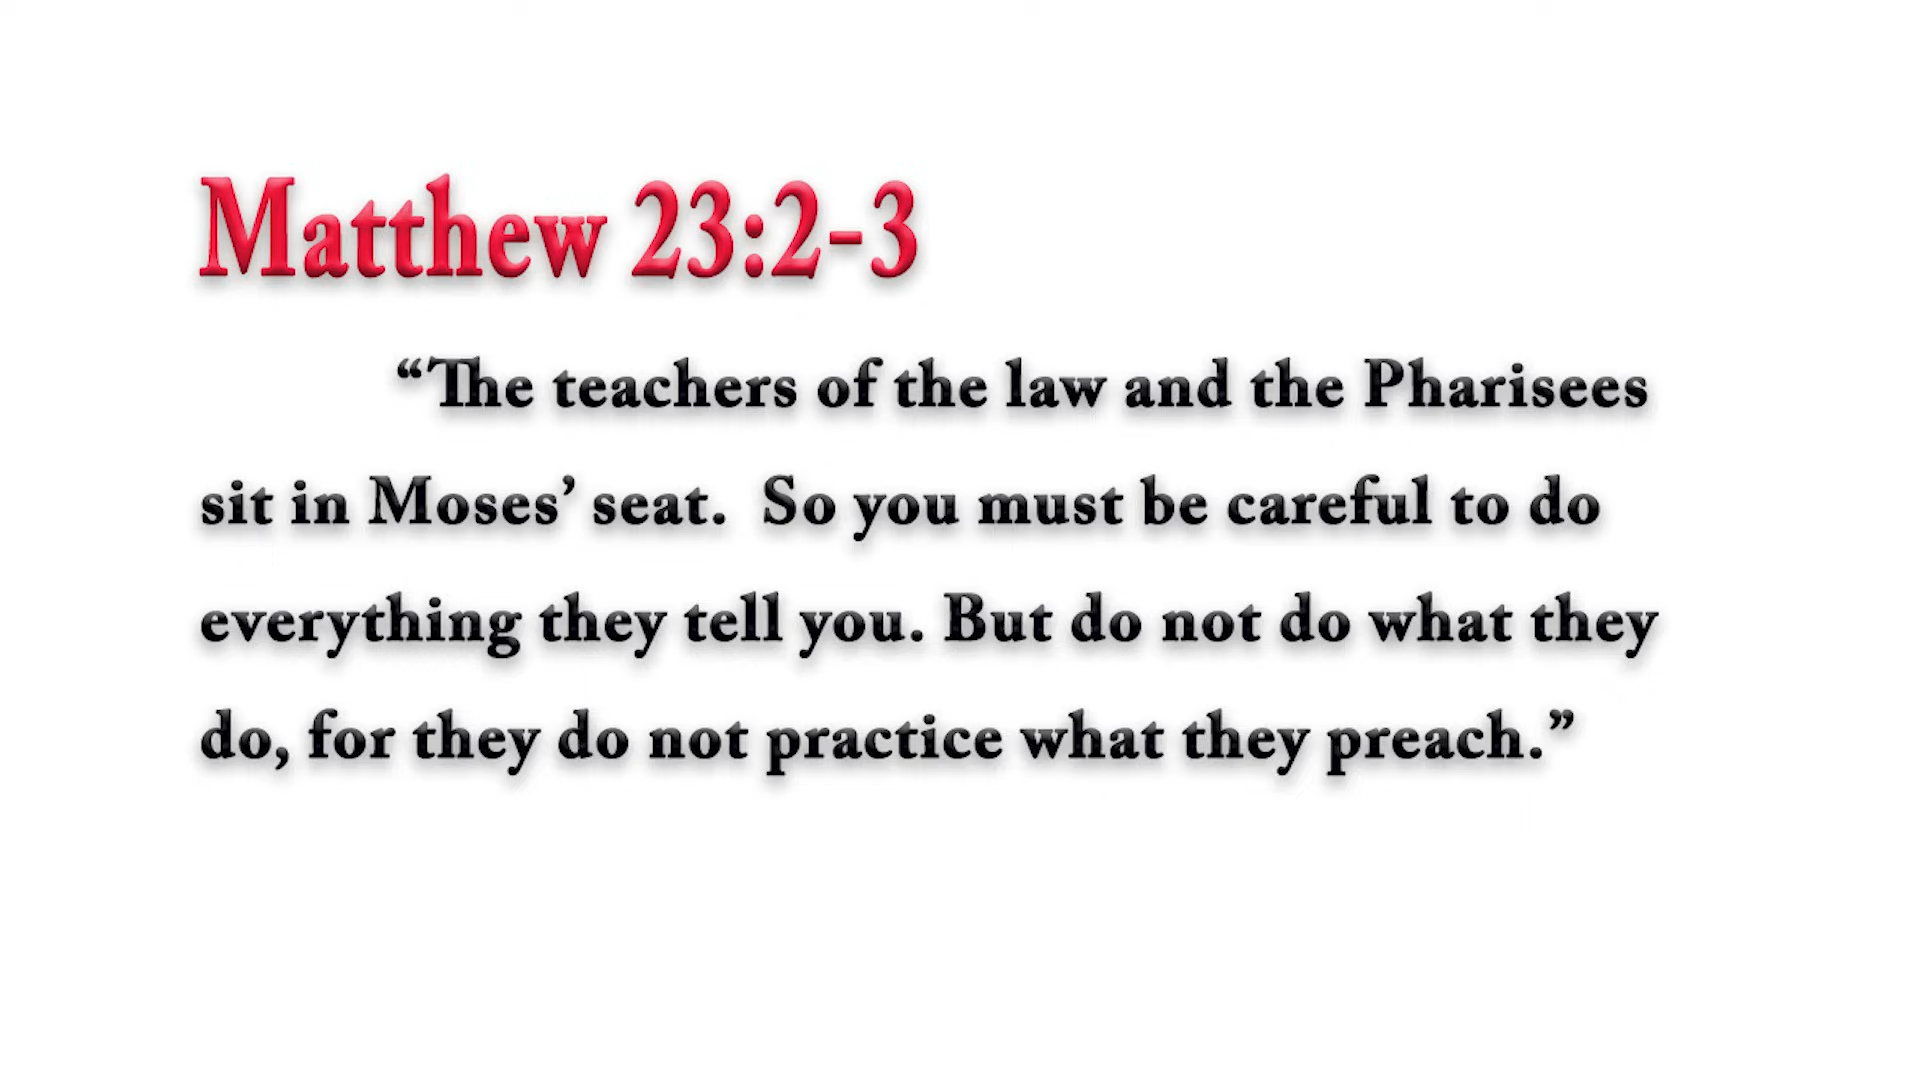 Matthew 23:2-3
“The teachers of the law and the Pharisees
sit in Moses’ seat.  So you must be careful to do
everything they tell you. But do not do what they
do, for they do not practice what they preach.”